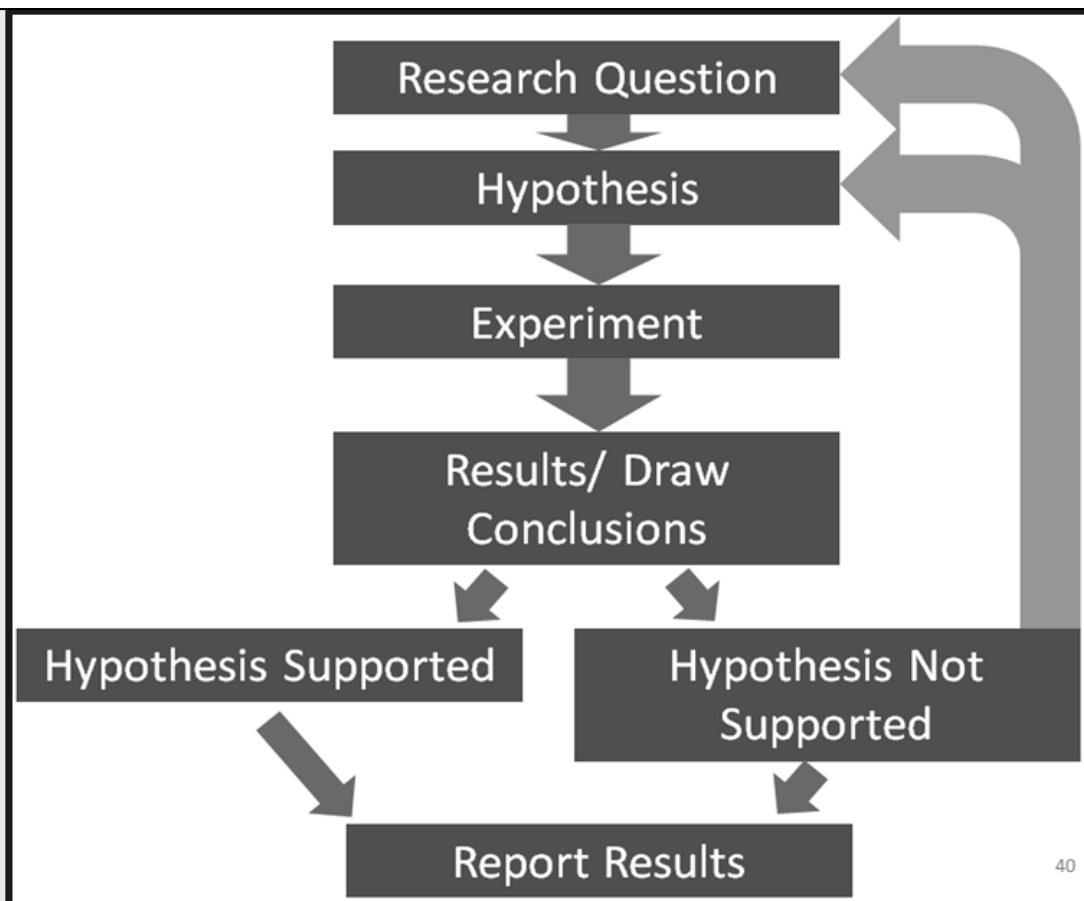 Research Question
Hypothesis
Experiment
Results/ Draw
Conclusions
Hypothesis Supported
Hypothesis Not
Supported
Report Results
40